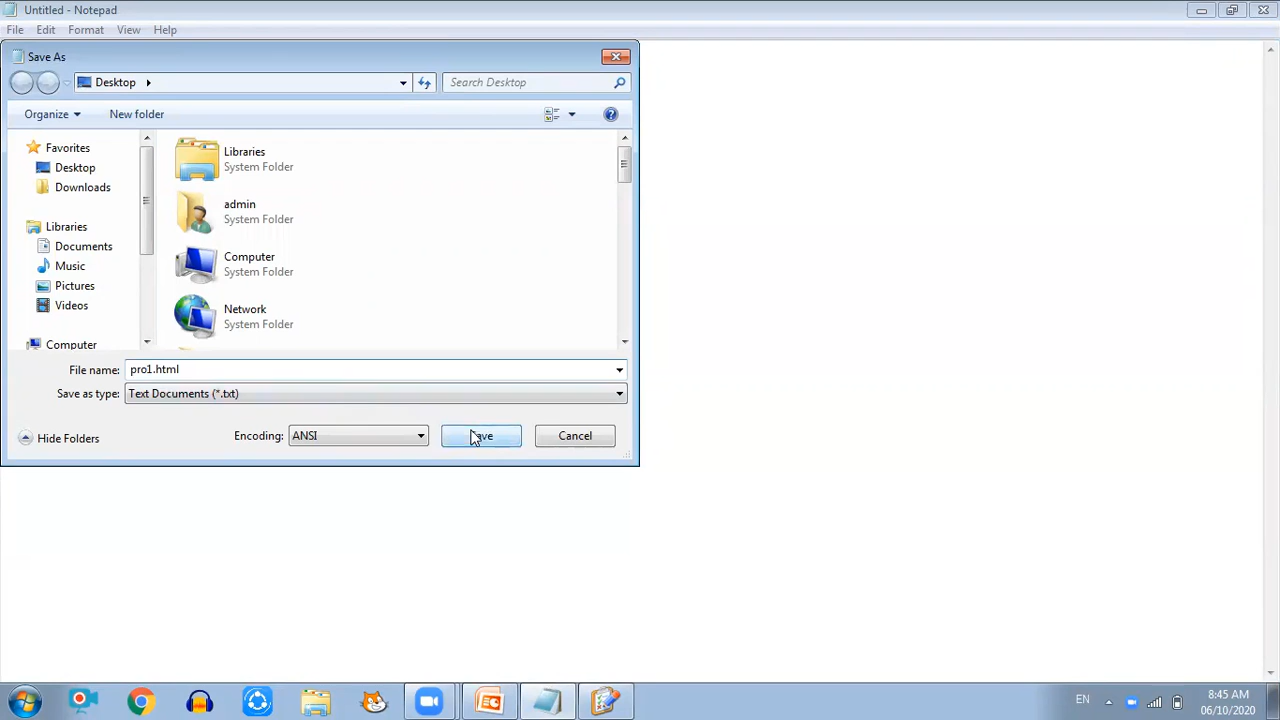 Untitled - Notepad
File Edit Format View Help
Save As
Desktop
Search Desktop
Organize New folder
Favorites
Desktop
Downloads
Libraries
Documents
Music
Pictures
Videos
Computer
Libraries
System Folder
admin
System Folder
Computer
System Folder
Network
System Folder
File name: pro1.html
Save as type: Text Documents (*.txt)
Hide Folders Encoding: ANSI Cancel
EN
8:45 AM
06/10/2020